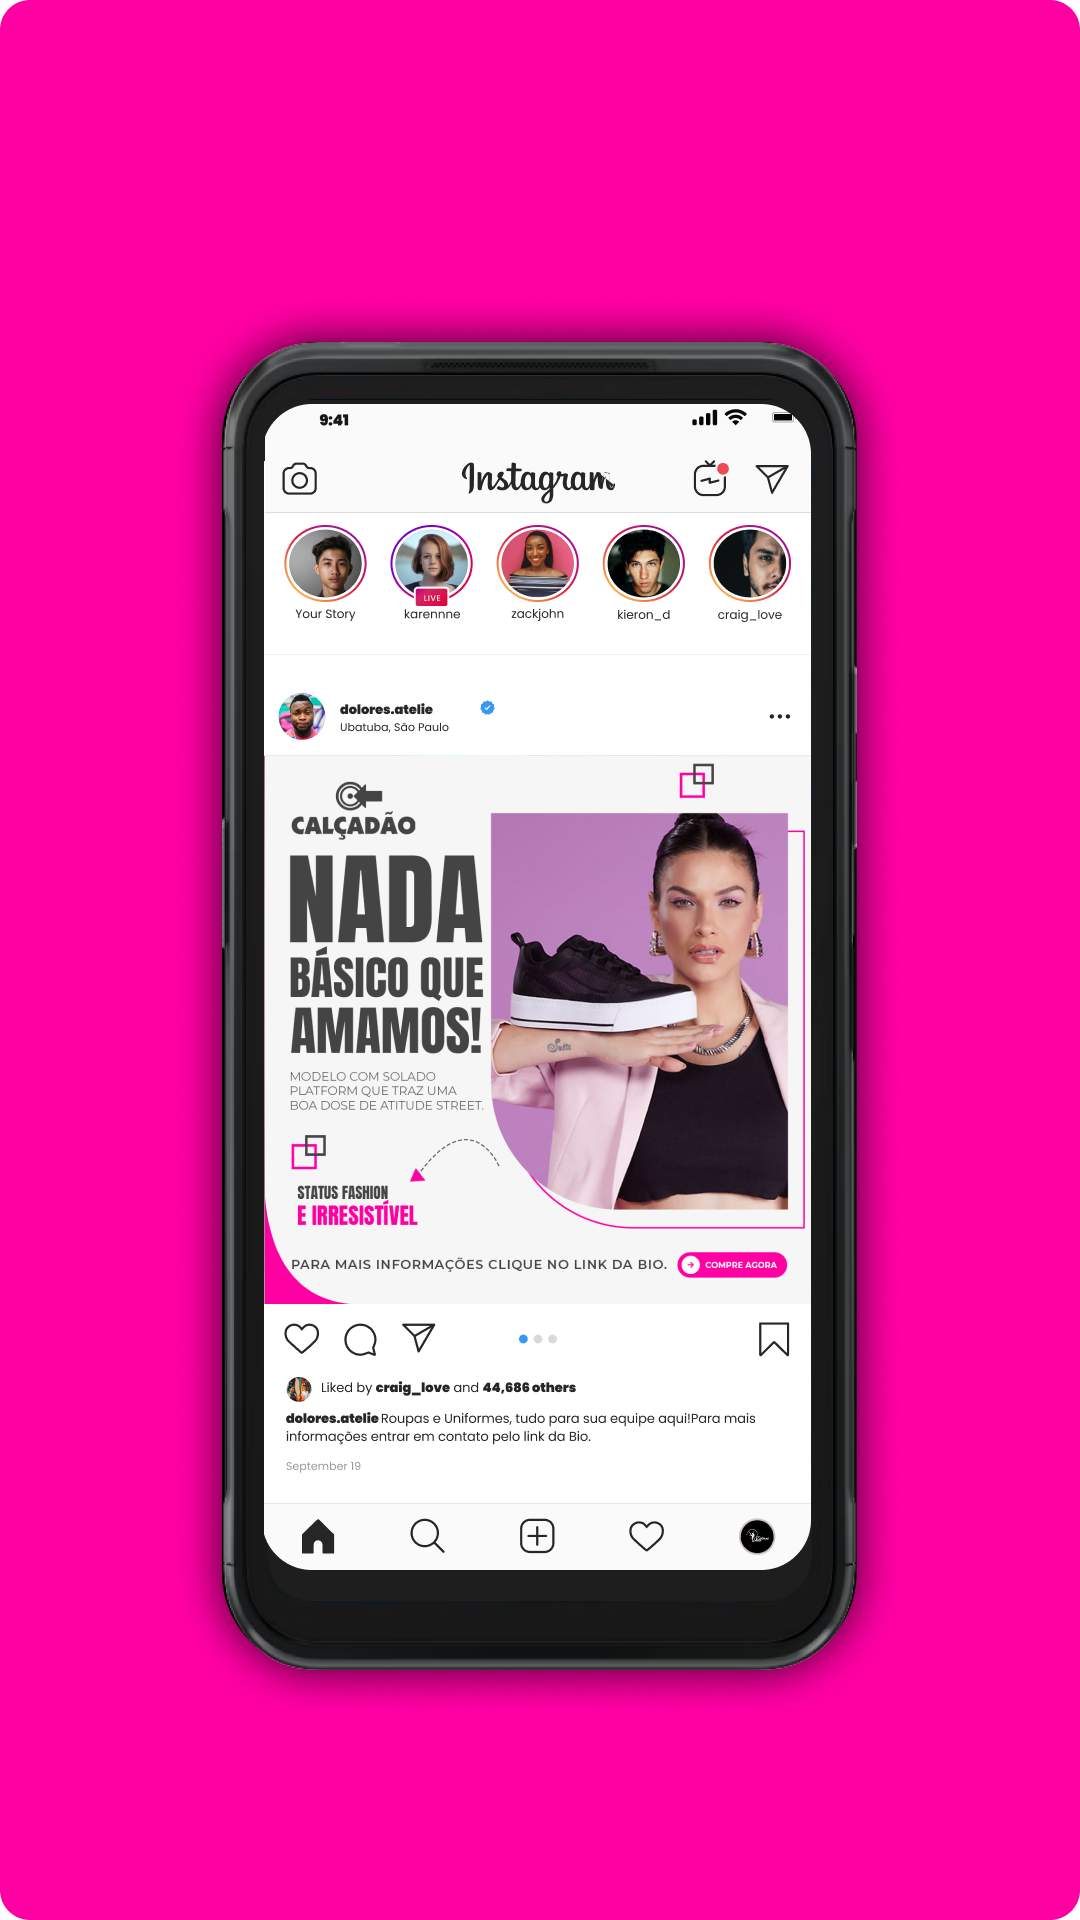 9:41
Instagram
LIVE
Your Story
karennne
zackjohn
kieron_d
craig_love
dolores.atelie
Ubatuba, São Paulo
CALÇADÃO
NADA
BÁSICO QUE
AMAMOS!
MODELO COM SOLADO
PLATFORM QUE TRAZ UMA
BOA DOSE DE ATITUDE STREET.
STATUS FASHION
E IRRESISTÍVEL
PARA MAIS INFORMAÇÕES CLIQUE NO LINK DA BIO.
COMPRE AGORA
Liked by craig_love and 44,686 others
dolores.atelie Roupas e Uniformes, tudo para sua equipe aqui!Para mais
informações entrar em contato pelo link da Bio.
September 19